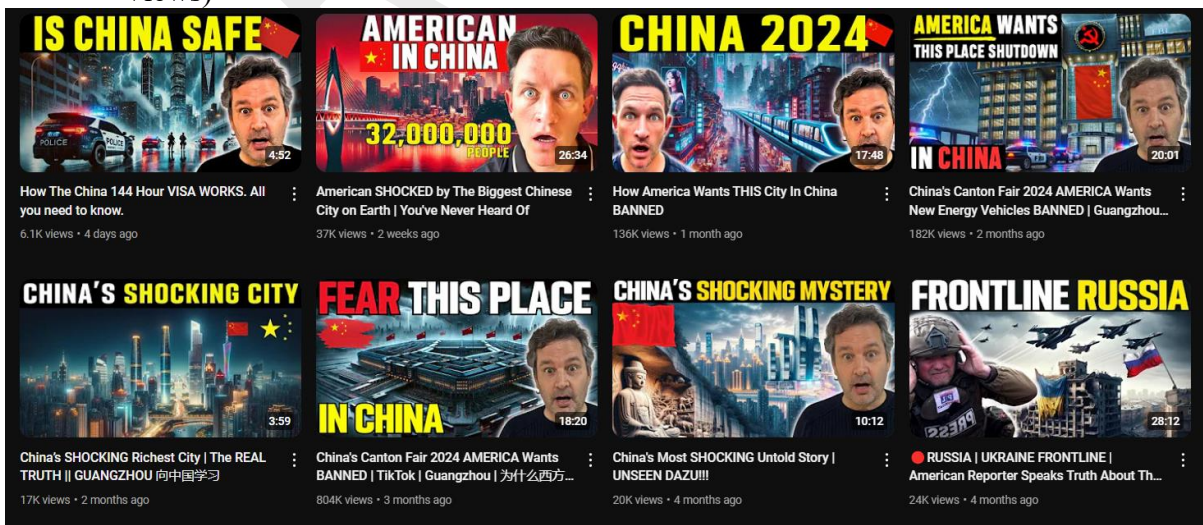 views)
IS CHINA SAFE
POLICE
POLICE
4:52
AMERICAN
IN CHINA
32,000,000
PEOPLE
26:34
CHINA 2024
17:48
AMERICA WANTS
THIS PLACE SHUTDOWN
IN CHINA
20:01
How The China 144 Hour VISA WORKS. All
you need to know.
6.1K views • 4 days ago
American SHOCKED by The Biggest Chinese
City on Earth | You've Never Heard Of
37K views • 2 weeks ago
How America Wants THIS City In China
BANNED
136K views • 1 month ago
China's Canton Fair 2024 AMERICA Wants
New Energy Vehicles BANNED | Guangzhou...
182K views • 2 months ago
CHINA'S SHOCKING CITY
3:59
FEAR THIS PLACE
IN CHINA
18:20
CHINA'S SHOCKING MYSTERY
10:12
FRONTLINE RUSSIA
PRESS
28:12
China's SHOCKING Richest City | The REAL
TRUTH || GUANGZHOU 向中国学习
17K views • 2 months ago
China's Canton Fair 2024 AMERICA Wants
BANNED | TikTok | Guangzhou | 为什么西方...
804K views • 3 months ago
China's Most SHOCKING Untold Story |
UNSEEN DAZU!!!
20K views • 4 months ago
RUSSIA | UKRAINE FRONTLINE |
American Reporter Speaks Truth About Th...
24K views • 4 months ago